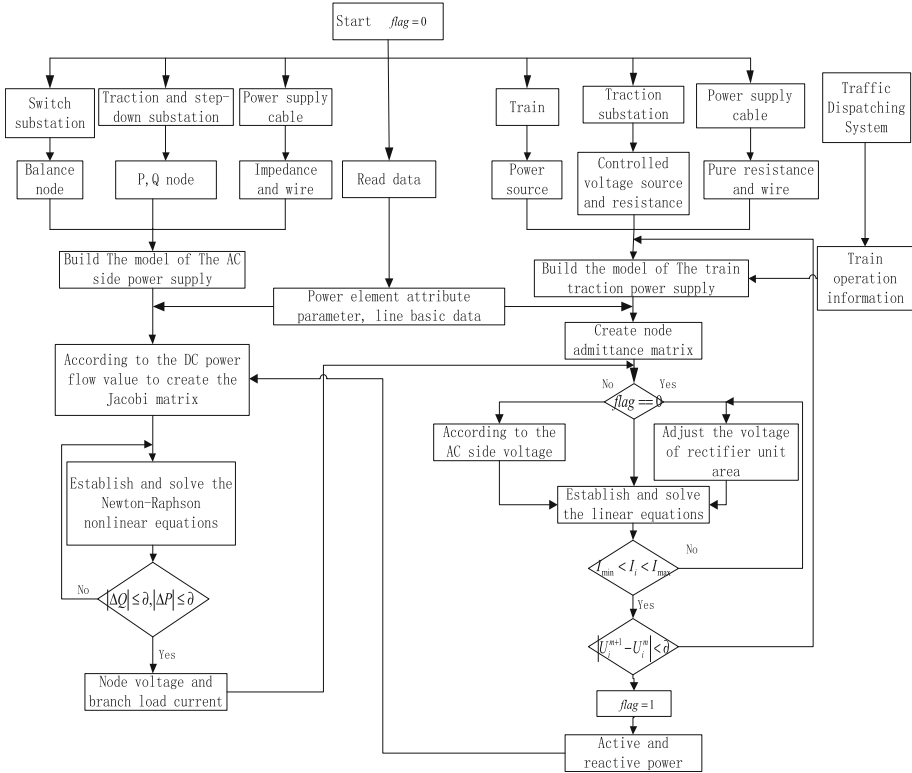 Start flag = 0
Switch
substation
Traction and step-
down substation
Power supply
cable
Train
Traction
substation
Power supply
cable
Traffic
Dispatching
System
Balance
node
P,Q node
Impedance
and wire
Read data
Power
source
Controlled
voltage source
and resistance
Pure resistance
and wire
Build The model of The AC
side power supply
Build the model of The train
traction power supply
Train
operation
information
Power element attribute
parameter, line basic data
Create node
admittance matrix
According to the DC power
flow value to create the
Jacobi matrix
No
Yes
flag == 0
According to the
AC side voltage
Adjust the voltage
of rectifier unit
area
Establish and solve the
Newton-Raphson
nonlinear equations
Establish and solve
the linear equations
No
I_min < I_i < I_max
No
|ΔQ| ≤ ∂, |ΔP| ≤ ∂
Yes
Yes
|U_i^{m+1} − U_i^m| < ∂
Node voltage and
branch load current
flag = 1
Active and
reactive power